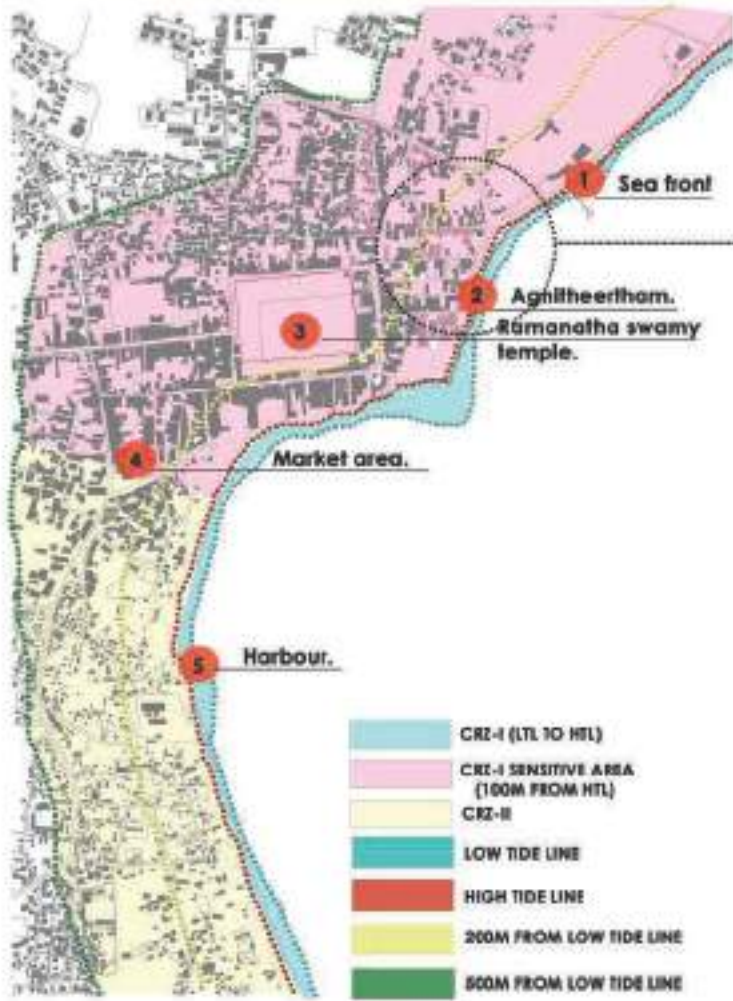 1
Sea front
2
Agnitheertham.
3
Ramanatha swamy
temple.
4
Market area.
5
Harbour.
CRZ-I (LTL TO HTL)
CRZ-I SENSITIVE AREA
(100M FROM HTL)
CRZ-II
LOW TIDE LINE
HIGH TIDE LINE
200M FROM LOW TIDE LINE
500M FROM LOW TIDE LINE